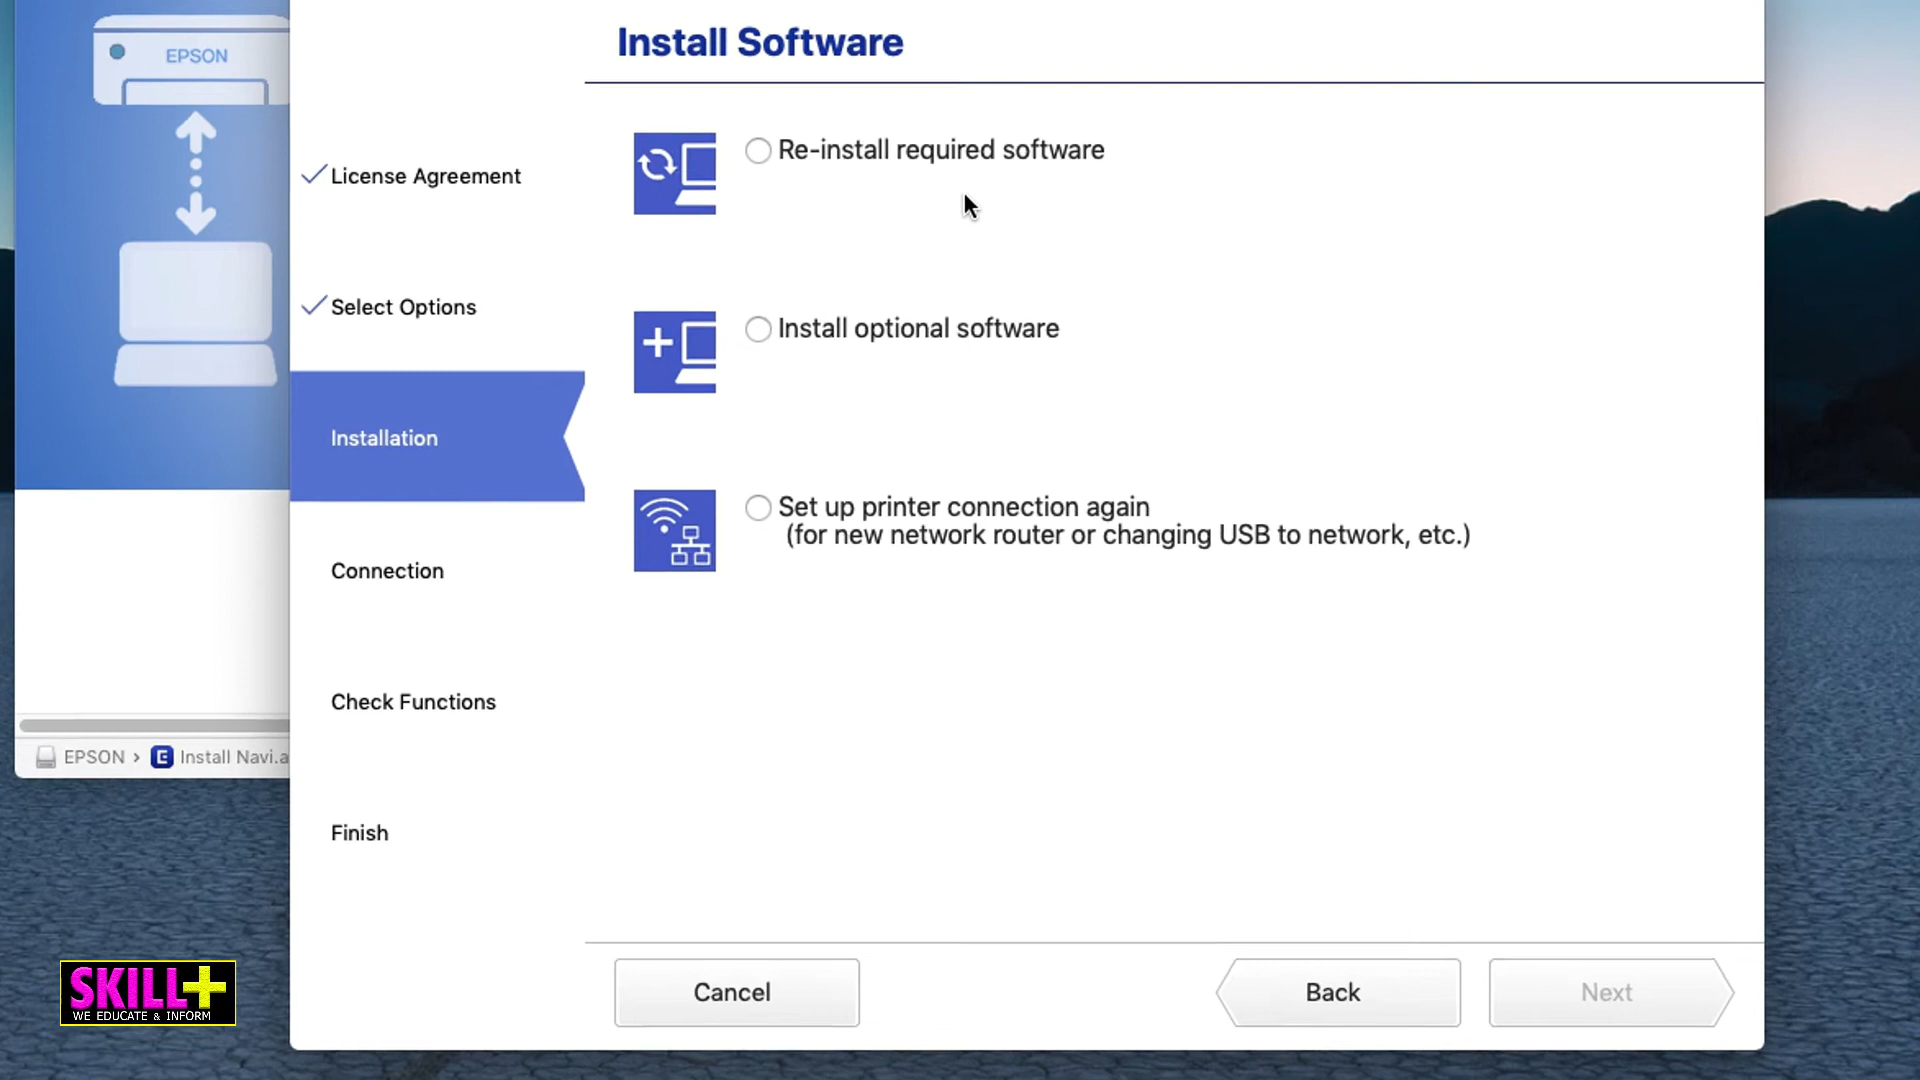 EPSON
Install Software
Re-install required software
License Agreement
Select Options
Install optional software
Installation
Set up printer connection again
(for new network router or changing USB to network, etc.)
Connection
Check Functions
EPSON › E Install Navi.a
Finish
Cancel
Back
Next
SKILL+
WE EDUCATE & INFORM